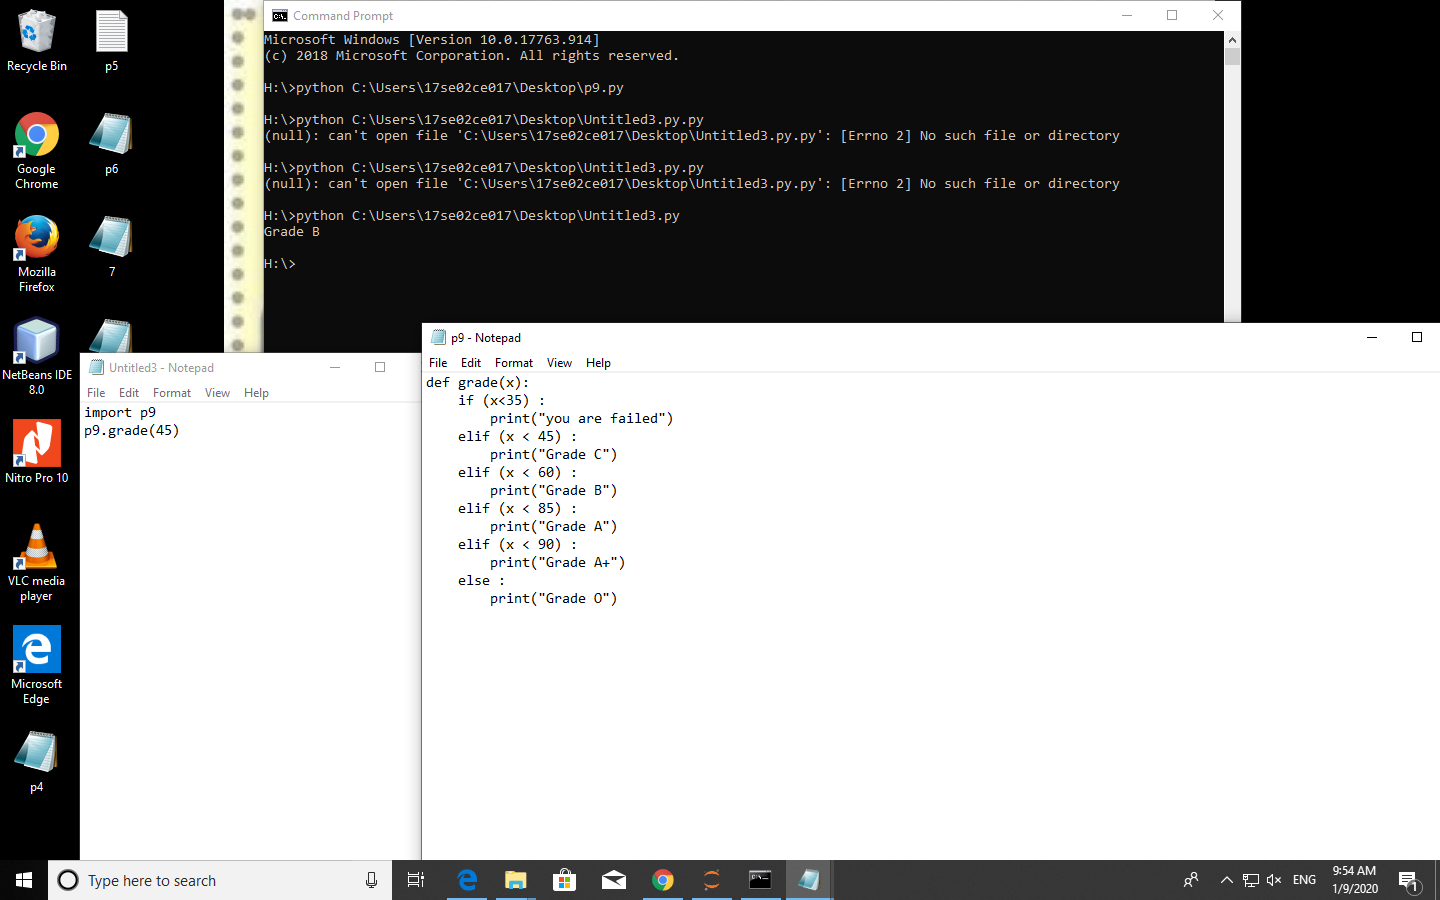 Recycle Bin
p5
Google
Chrome
p6
Mozilla
Firefox
7
NetBeans IDE
8.0
Nitro Pro 10
VLC media
player
Microsoft
Edge
p4
Command Prompt
Microsoft Windows [Version 10.0.17763.914]
(c) 2018 Microsoft Corporation. All rights reserved.
H:\>python C:\Users\17se02ce017\Desktop\p9.py
H:\>python C:\Users\17se02ce017\Desktop\Untitled3.py.py
(null): can't open file 'C:\Users\17se02ce017\Desktop\Untitled3.py.py': [Errno 2] No such file or directory
H:\>python C:\Users\17se02ce017\Desktop\Untitled3.py.py
(null): can't open file 'C:\Users\17se02ce017\Desktop\Untitled3.py.py': [Errno 2] No such file or directory
H:\>python C:\Users\17se02ce017\Desktop\Untitled3.py
Grade B
H:\>
Untitled3 - Notepad
File Edit Format View Help
import p9
p9.grade(45)
p9 - Notepad
File Edit Format View Help
def grade(x):
    if (x<35) :
        print("you are failed")
    elif (x < 45) :
        print("Grade C")
    elif (x < 60) :
        print("Grade B")
    elif (x < 85) :
        print("Grade A")
    elif (x < 90) :
        print("Grade A+")
    else :
        print("Grade O")
Type here to search
ENG
9:54 AM
1/9/2020
1